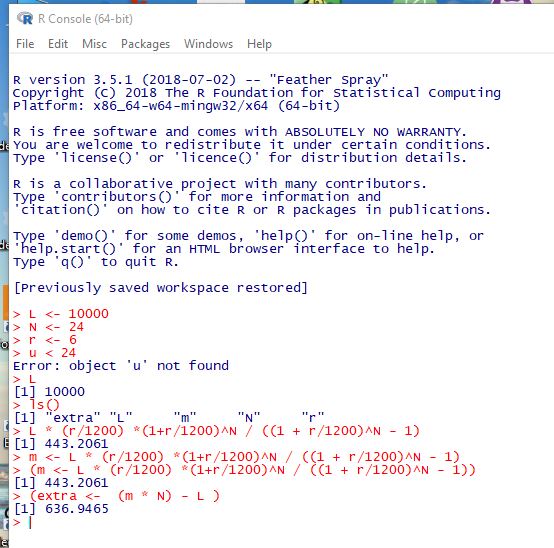 R Console (64-bit)
File Edit Misc Packages Windows Help
R version 3.5.1 (2018-07-02) -- "Feather Spray"
Copyright (C) 2018 The R Foundation for Statistical Computing
Platform: x86_64-w64-mingw32/x64 (64-bit)
R is free software and comes with ABSOLUTELY NO WARRANTY.
You are welcome to redistribute it under certain conditions.
Type 'license()' or 'licence()' for distribution details.
R is a collaborative project with many contributors.
Type 'contributors()' for more information and
'citation()' on how to cite R or R packages in publications.
Type 'demo()' for some demos, 'help()' for on-line help, or
'help.start()' for an HTML browser interface to help.
Type 'q()' to quit R.
[Previously saved workspace restored]
> L <- 10000
> N <- 24
> r <- 6
> u < 24
Error: object 'u' not found
> L
[1] 10000
> ls()
[1] "extra" "L"     "m"     "N"     "r"
> L * (r/1200) *(1+r/1200)^N / ((1 + r/1200)^N - 1)
[1] 443.2061
> m <- L * (r/1200) *(1+r/1200)^N / ((1 + r/1200)^N - 1)
> (m <- L * (r/1200) *(1+r/1200)^N / ((1 + r/1200)^N - 1))
[1] 443.2061
> (extra <-  (m * N) - L )
[1] 636.9465
>